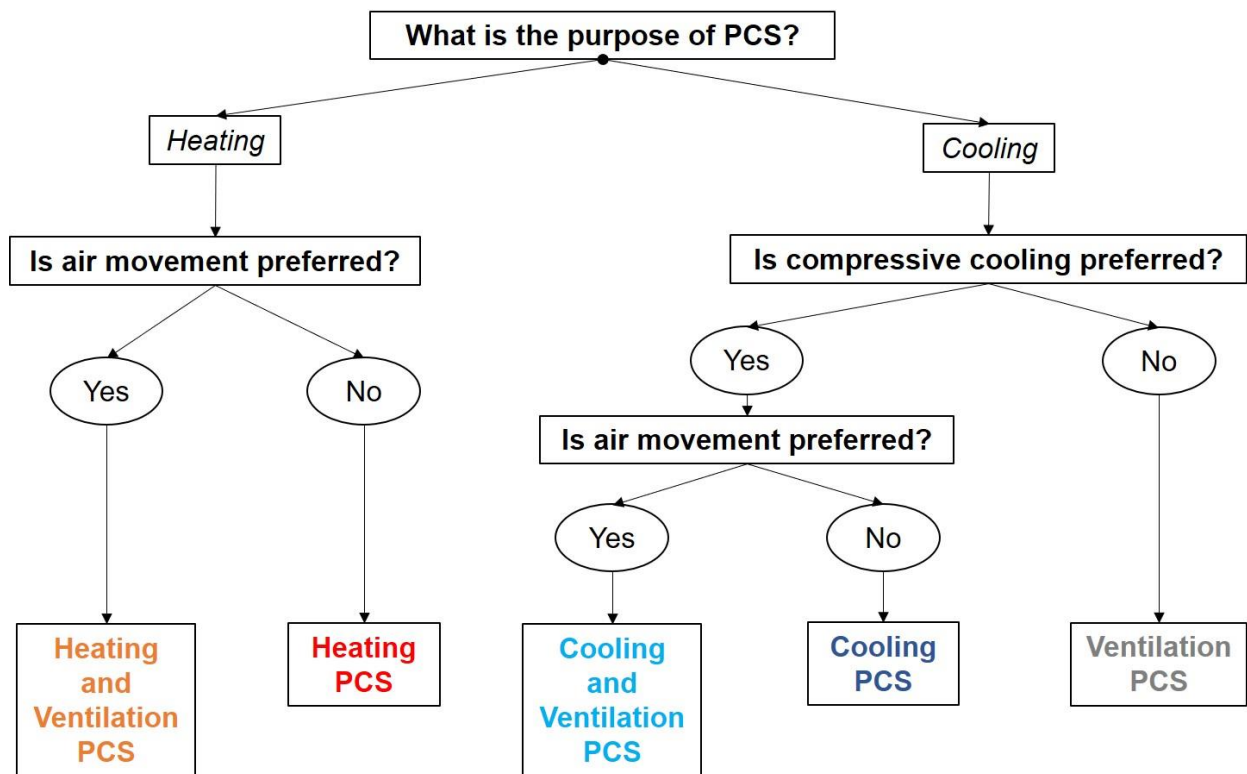 What is the purpose of PCS?
Heating
Cooling
Is air movement preferred?
Is compressive cooling preferred?
Yes
No
Yes
No
Is air movement preferred?
Yes
No
Heating
and
Ventilation
PCS
Heating
PCS
Cooling
and
Ventilation
PCS
Cooling
PCS
Ventilation
PCS